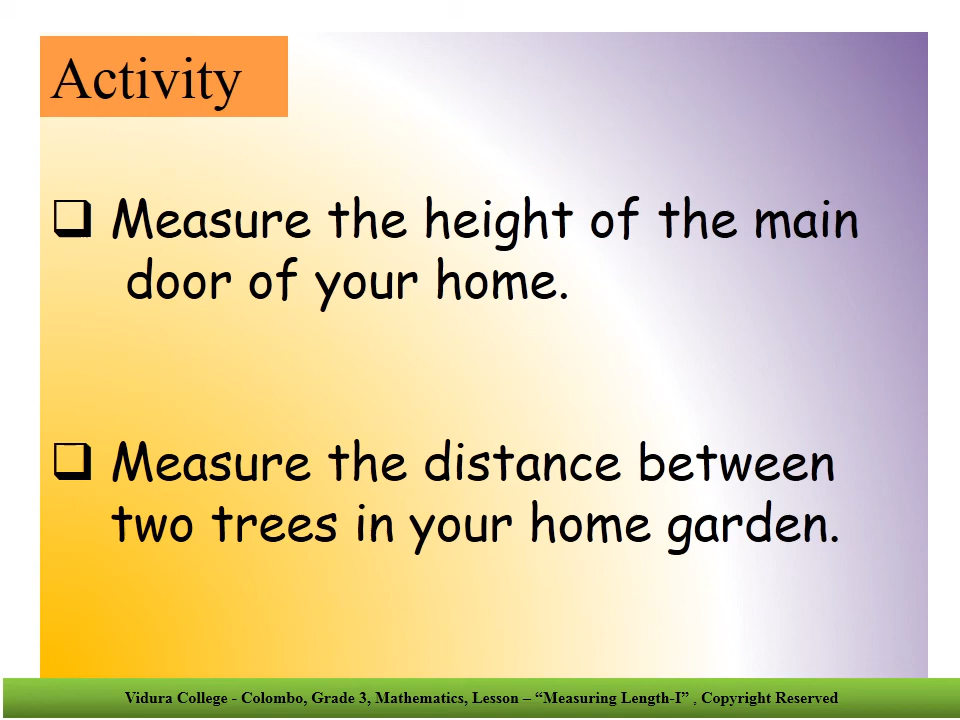 Activity
❑ Measure the height of the main
door of your home.
❑ Measure the distance between
two trees in your home garden.
Vidura College - Colombo, Grade 3, Mathematics, Lesson – “Measuring Length-I” , Copyright Reserved